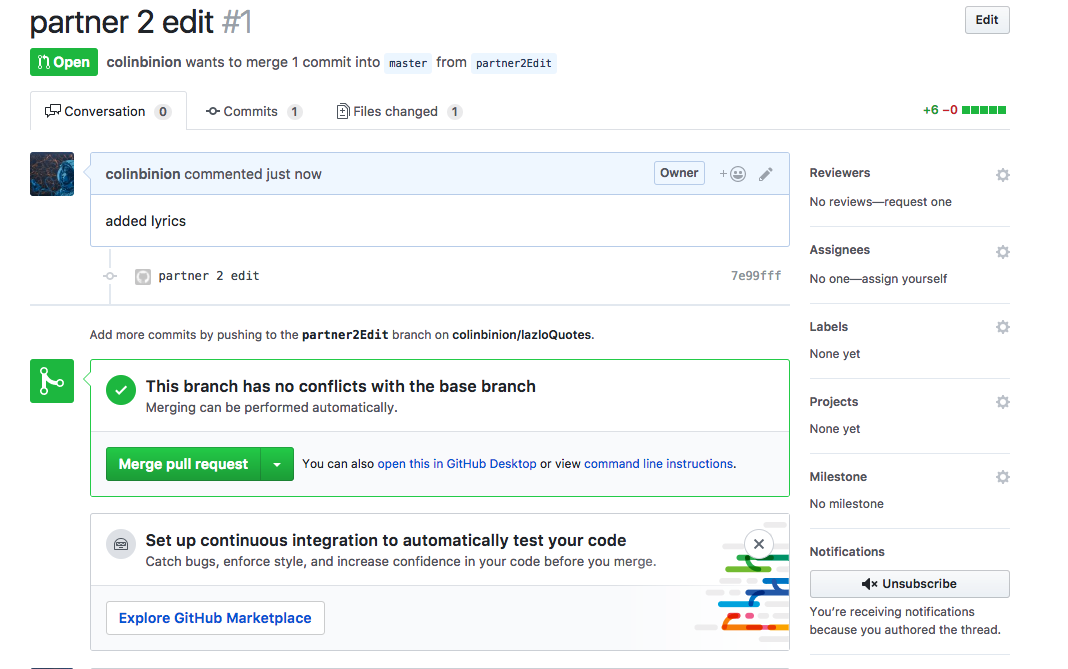 partner 2 edit #1
Edit
Open colinbinion wants to merge 1 commit into master from partner2Edit
Conversation 0 Commits 1 Files changed 1
+6 −0
colinbinion commented just now
Owner
+
added lyrics
partner 2 edit
7e99fff
Add more commits by pushing to the partner2Edit branch on colinbinion/lazloQuotes.
This branch has no conflicts with the base branch
Merging can be performed automatically.
Merge pull request You can also open this in GitHub Desktop or view command line instructions.
Set up continuous integration to automatically test your code
Catch bugs, enforce style, and increase confidence in your code before you merge.
Explore GitHub Marketplace
Reviewers
No reviews—request one
Assignees
No one—assign yourself
Labels
None yet
Projects
None yet
Milestone
No milestone
Notifications
Unsubscribe
You’re receiving notifications
because you authored the thread.